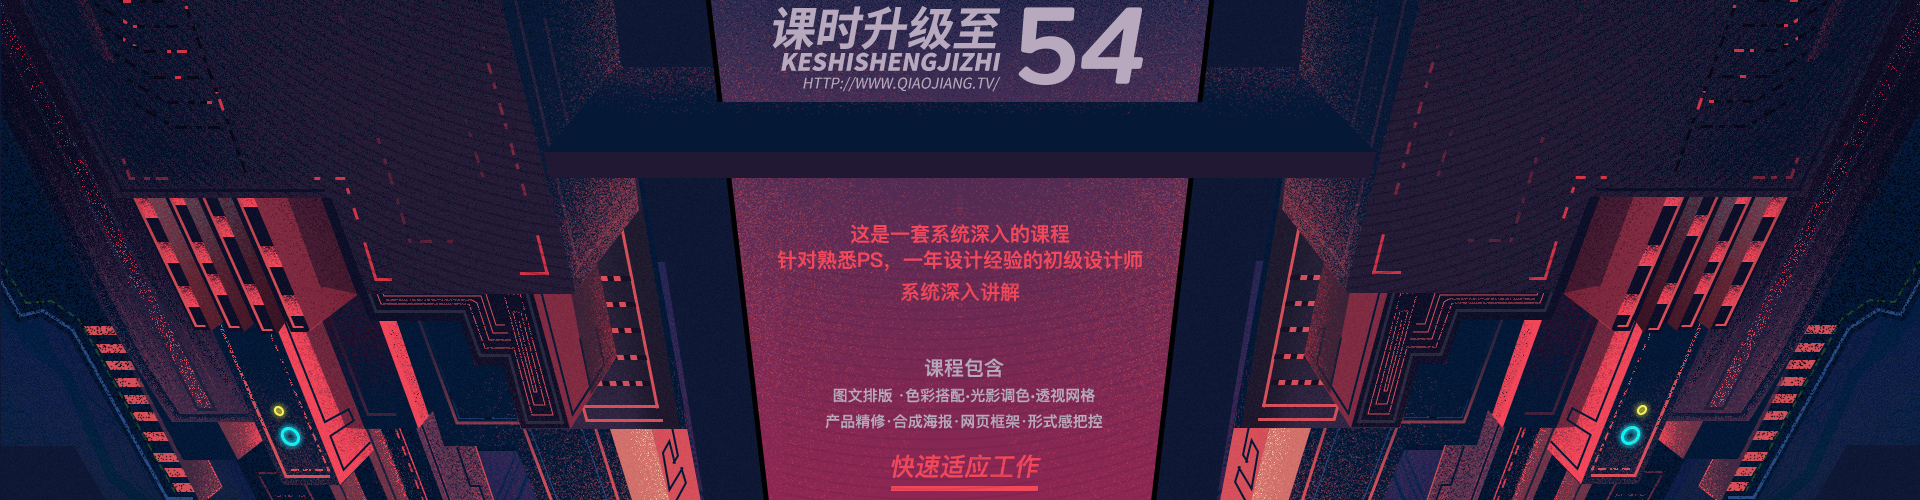 课时升级至 54
KESHISHENGJIZHI
HTTP://WWW.QIAOJIANG.TV/
这是一套系统深入的课程
针对熟悉PS，一年设计经验的初级设计师
系统深入讲解
课程包含
图文排版 ·色彩搭配·光影调色·透视网格
产品精修·合成海报·网页框架·形式感把控
快速适应工作